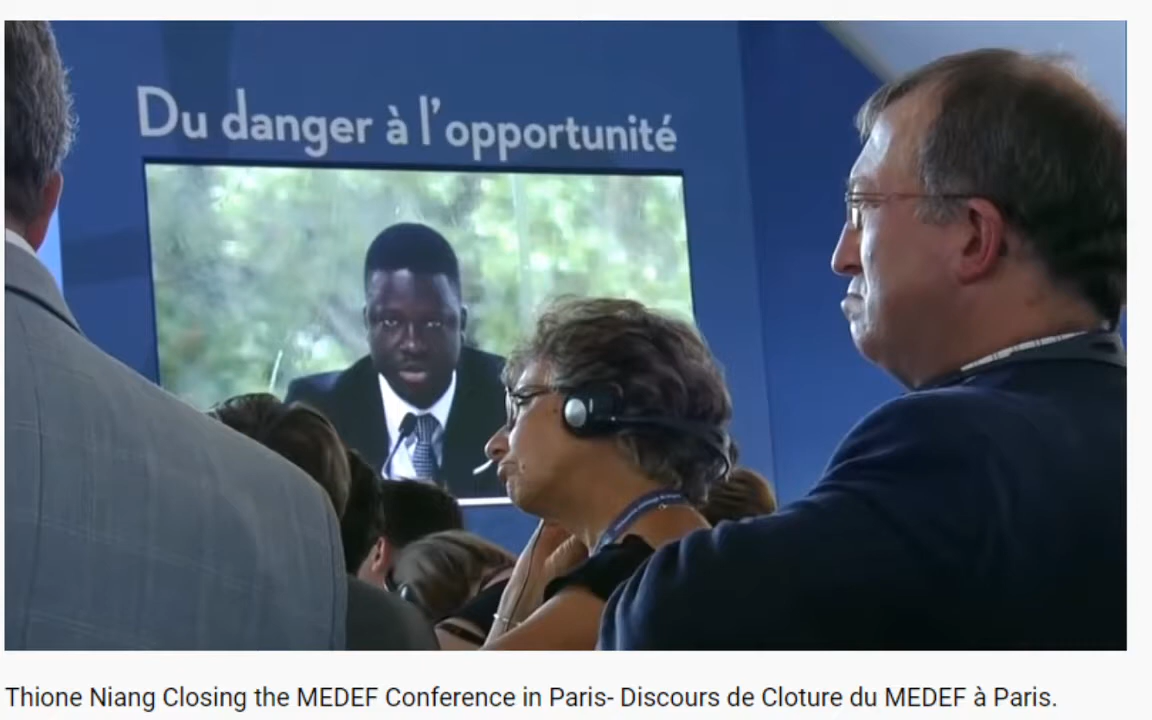 Du danger à l'opportunité
Thione Niang Closing the MEDEF Conference in Paris- Discours de Cloture du MEDEF à Paris.